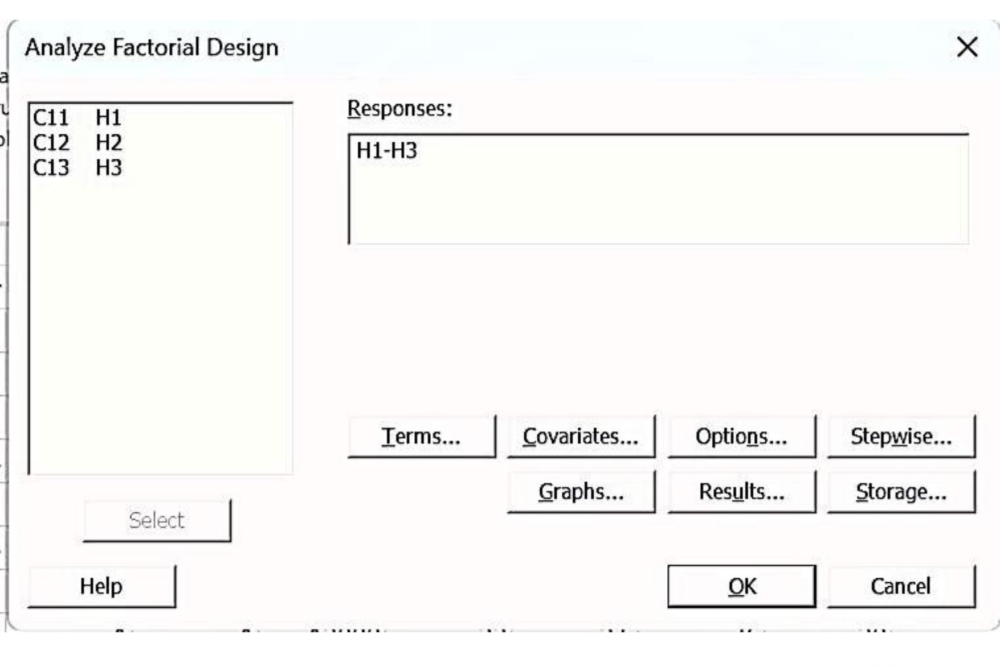 Analyze Factorial Design
C11 H1
C12 H2
C13 H3
Responses:
H1-H3
Terms...
Covariates...
Options...
Stepwise...
Graphs...
Results...
Storage...
Select
Help
OK
Cancel